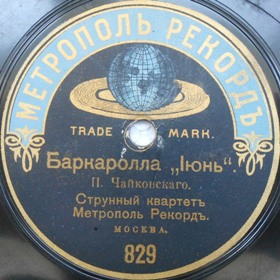 МЕТРОПОЛЬ РЕКОРДЪ
TRADE MARK.
Баркаролла „Іюнь“.
П. Чайковскаго.
Струнный квартетъ
Метрополь Рекордъ.
МОСКВА.
829